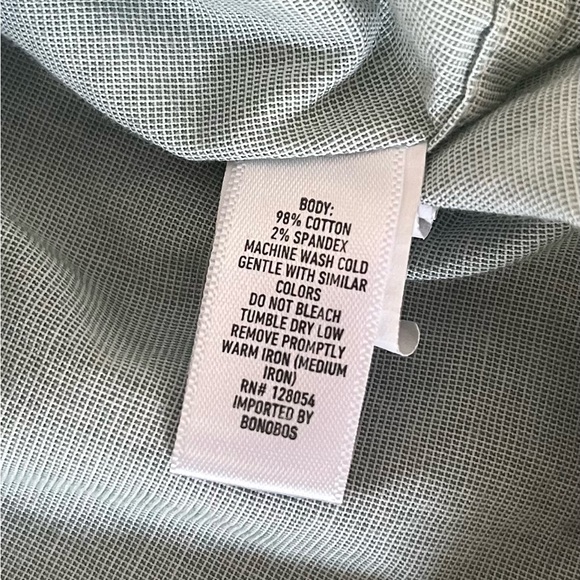 BODY:
98% COTTON
2% SPANDEX
MACHINE WASH COLD
GENTLE WITH SIMILAR
COLORS
DO NOT BLEACH
TUMBLE DRY LOW
REMOVE PROMPTLY
WARM IRON (MEDIUM
IRON)
RN# 128054
IMPORTED BY
BONOBOS